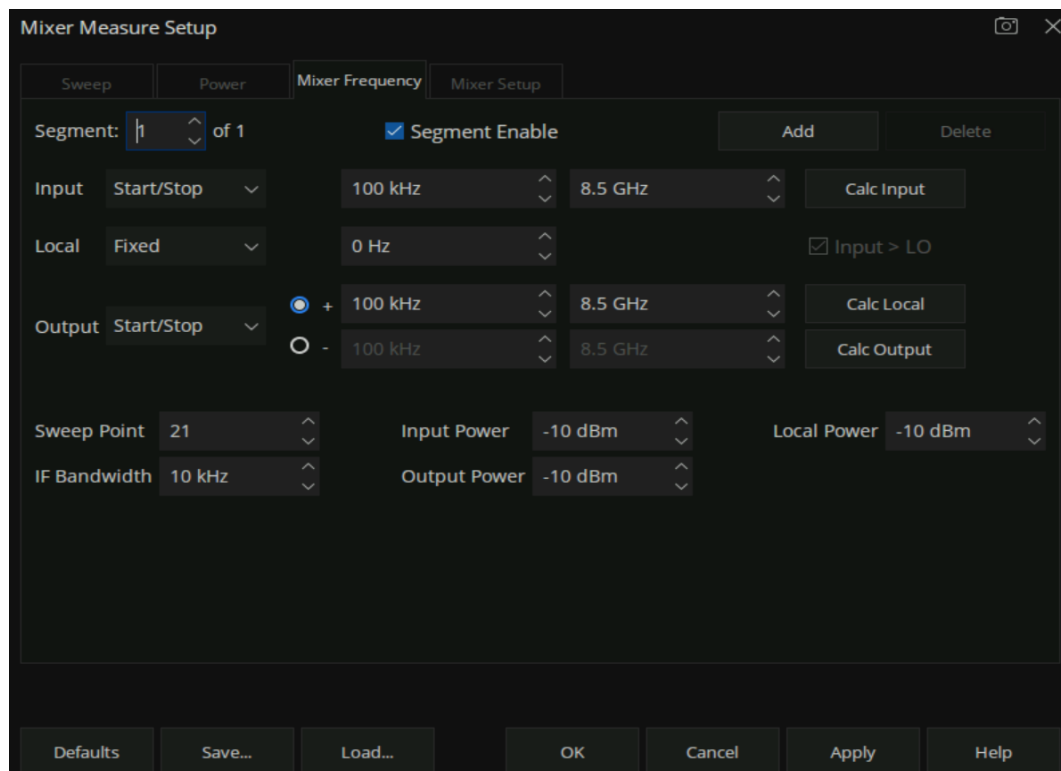 Mixer Measure Setup
Sweep Power Mixer Frequency Mixer Setup
Segment: 1 of 1 Segment Enable Add Delete
Input Start/Stop 100 kHz 8.5 GHz Calc Input
Local Fixed 0 Hz Input > LO
Output Start/Stop + 100 kHz 8.5 GHz Calc Local
- 100 kHz 8.5 GHz Calc Output
Sweep Point 21 Input Power -10 dBm Local Power -10 dBm
IF Bandwidth 10 kHz Output Power -10 dBm
Defaults Save... Load... OK Cancel Apply Help